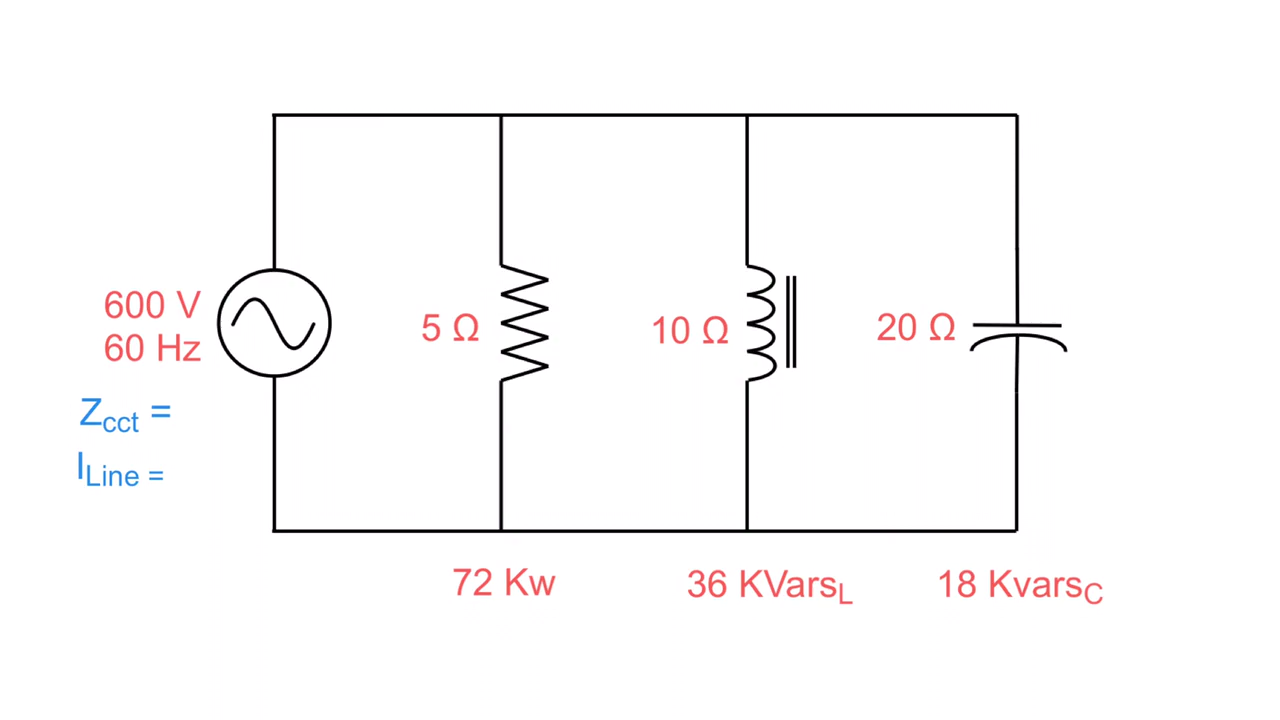 600 V
60 Hz
Zcct =
ILine =
5 Ω
10 Ω
20 Ω
72 Kw
36 KVarsL
18 KvarsC